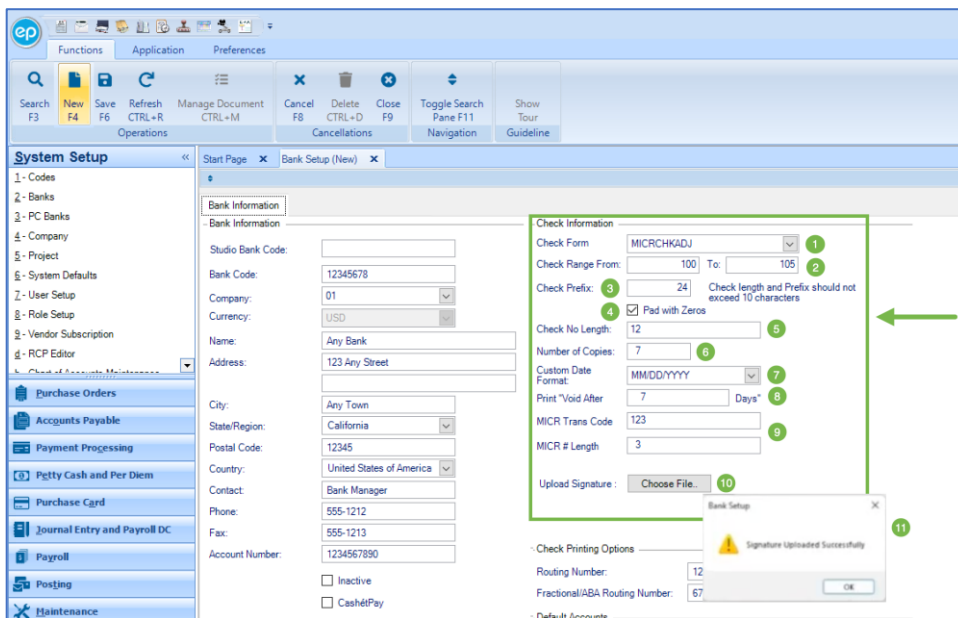 ep
Functions Application Preferences
Search F3
New F4
Save F6
Refresh CTRL+R
Manage Document CTRL+M
Cancel F8
Delete CTRL+D
Close F9
Toggle Search Pane F11
Show Tour
Operations Cancellations Navigation Guideline
System Setup «
1 - Codes
2 - Banks
3 - PC Banks
4 - Company
5 - Project
6 - System Defaults
7 - User Setup
8 - Role Setup
9 - Vendor Subscription
d - RCP Editor
h - Chart of Accounts Maintenance
Purchase Orders
Accounts Payable
Payment Processing
Petty Cash and Per Diem
Purchase Card
Journal Entry and Payroll DC
Payroll
Posting
Maintenance
Start Page X Bank Setup (New) X
Bank Information
Bank Information
Studio Bank Code:
Bank Code: 12345678
Company: 01
Currency: USD
Name: Any Bank
Address: 123 Any Street
City: Any Town
State/Region: California
Postal Code: 12345
Country: United States of America
Contact: Bank Manager
Phone: 555-1212
Fax: 555-1213
Account Number: 1234567890
Inactive
CashétPay
Check Information
Check Form MICRCHKADJ 1
Check Range From: 100 To: 105 2
Check Prefix: 3 24 Check length and Prefix should not
exceed 10 characters
4 Pad with Zeros
Check No Length: 12 5
Number of Copies: 7 6
Custom Date
Format: MM/DD/YYYY 7
Print "Void After 7 Days" 8
MICR Trans Code 123
9
MICR # Length 3
Upload Signature : Choose File.. 10
Bank Setup X
11
Signature Uploaded Successfully
OK
Check Printing Options
Routing Number: 12
Fractional/ABA Routing Number: 67
Default Accounts